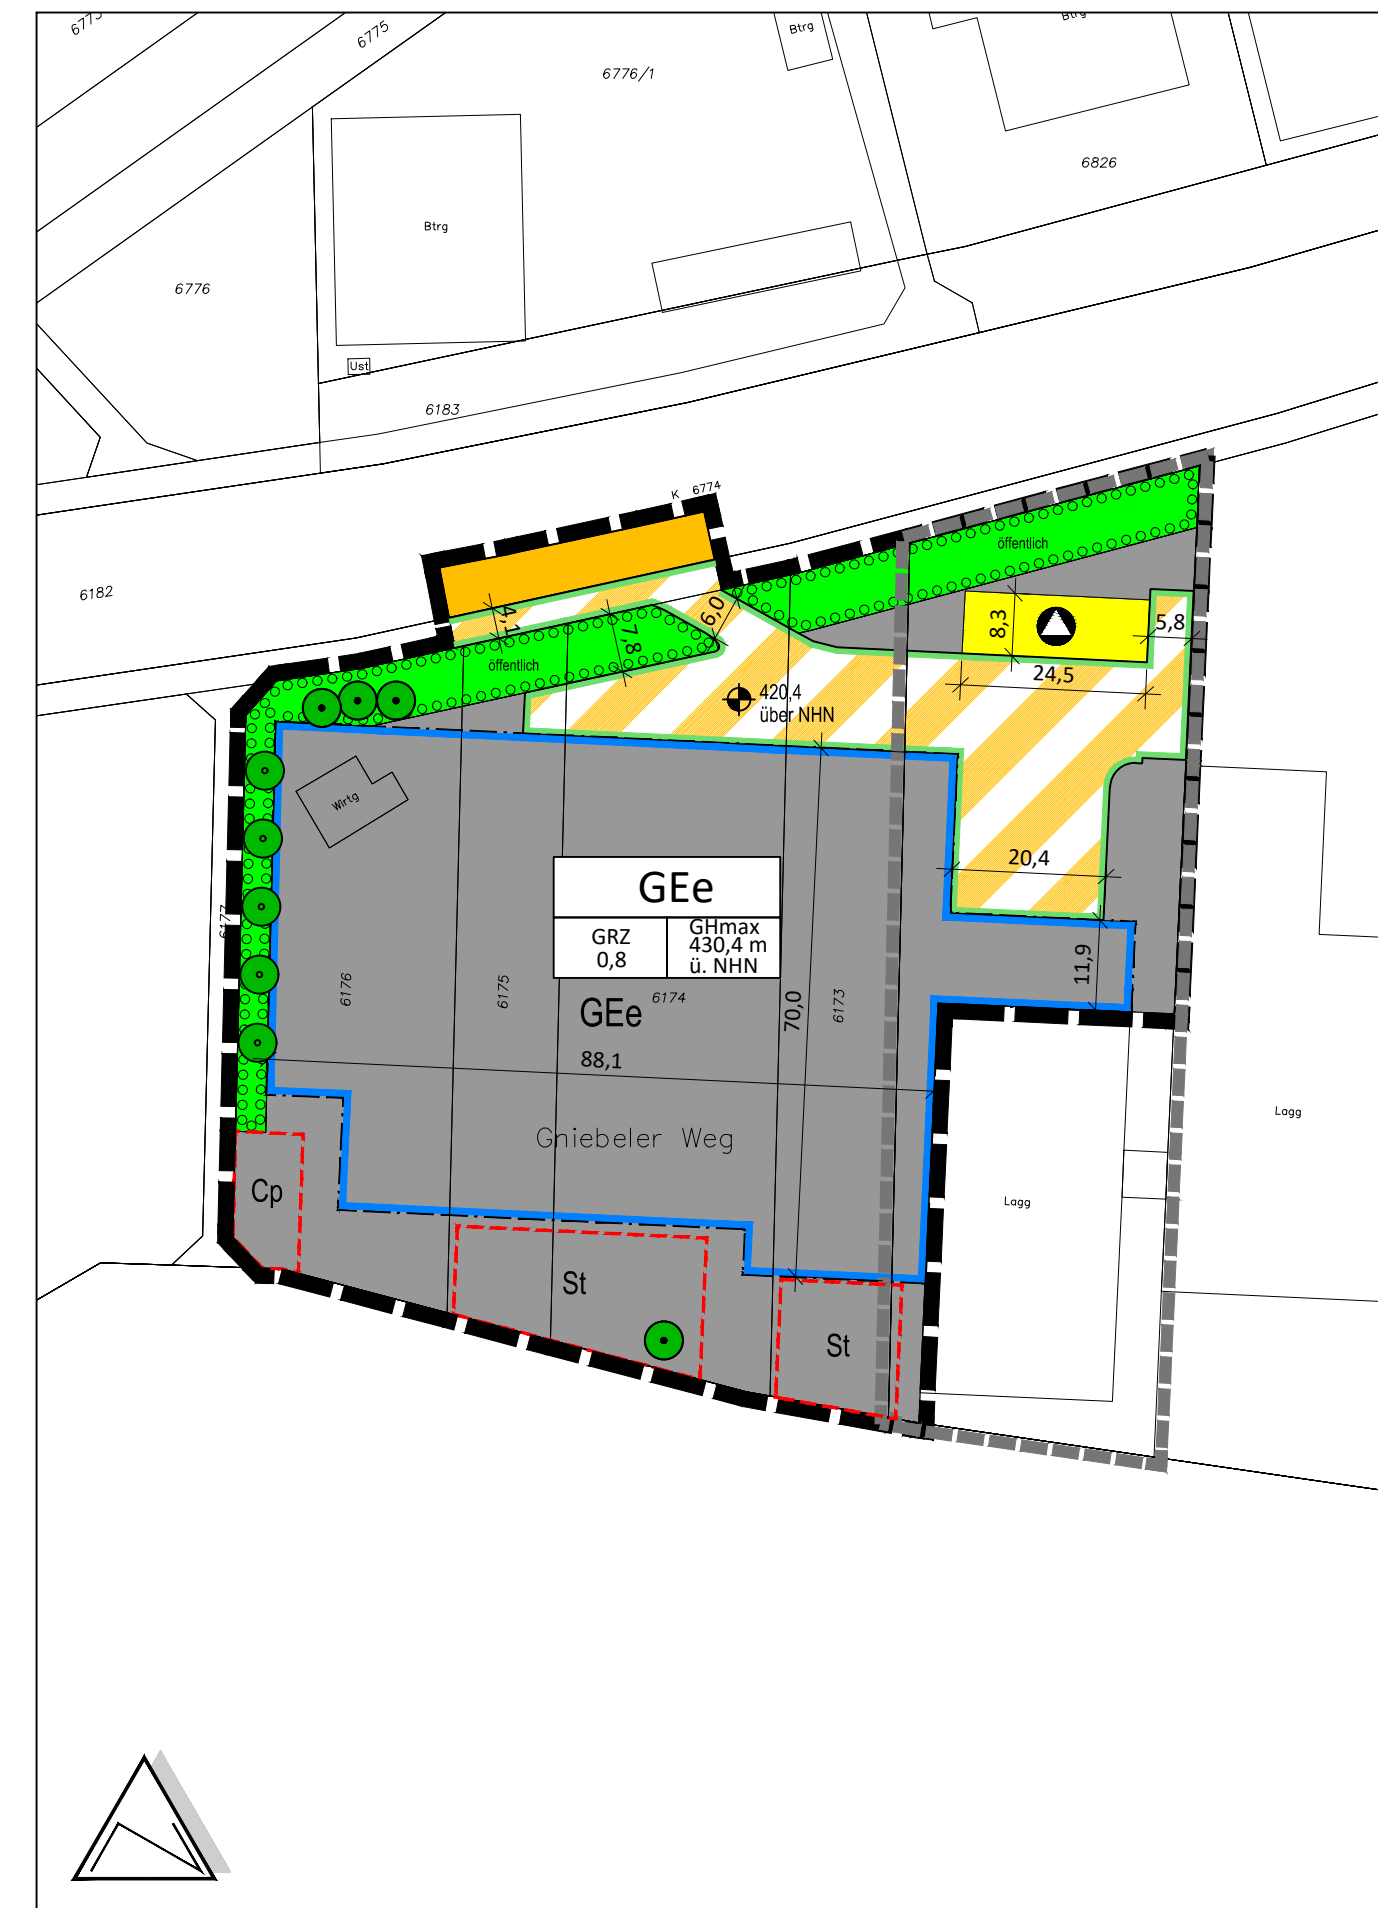 6773
6775
6776/1
Btrg
Btrg
6826
Btrg
6776
Ust
6183
K 6774
6182
öffentlich
öffentlich
4,1
7,8
6,0
8,3
5,8
24,5
420,4
über NHN
Wirtg
20,4
GEe
GRZ
0,8
GHmax
430,4 m
ü. NHN
11,9
6177
6176
6175
6174
6173
70,0
GEe
88,1
Gniebeler Weg
Lagg
Lagg
Cp
St
St